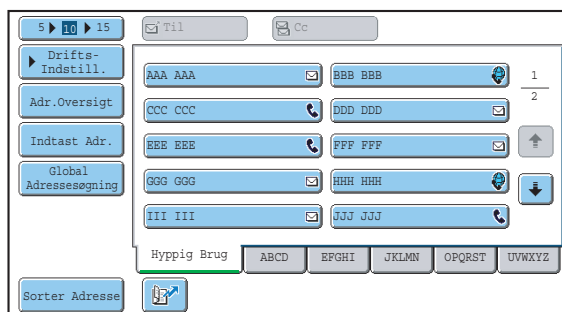 5 10 15
Til
Cc
Drifts-
Indstill.
Adr.Oversigt
Indtast Adr.
Global
Adressesøgning
Sorter Adresse
AAA AAA
BBB BBB
CCC CCC
DDD DDD
EEE EEE
FFF FFF
GGG GGG
HHH HHH
III III
JJJ JJJ
1
2
Hyppig Brug
ABCD
EFGHI
JKLMN
OPQRST
UVWXYZ